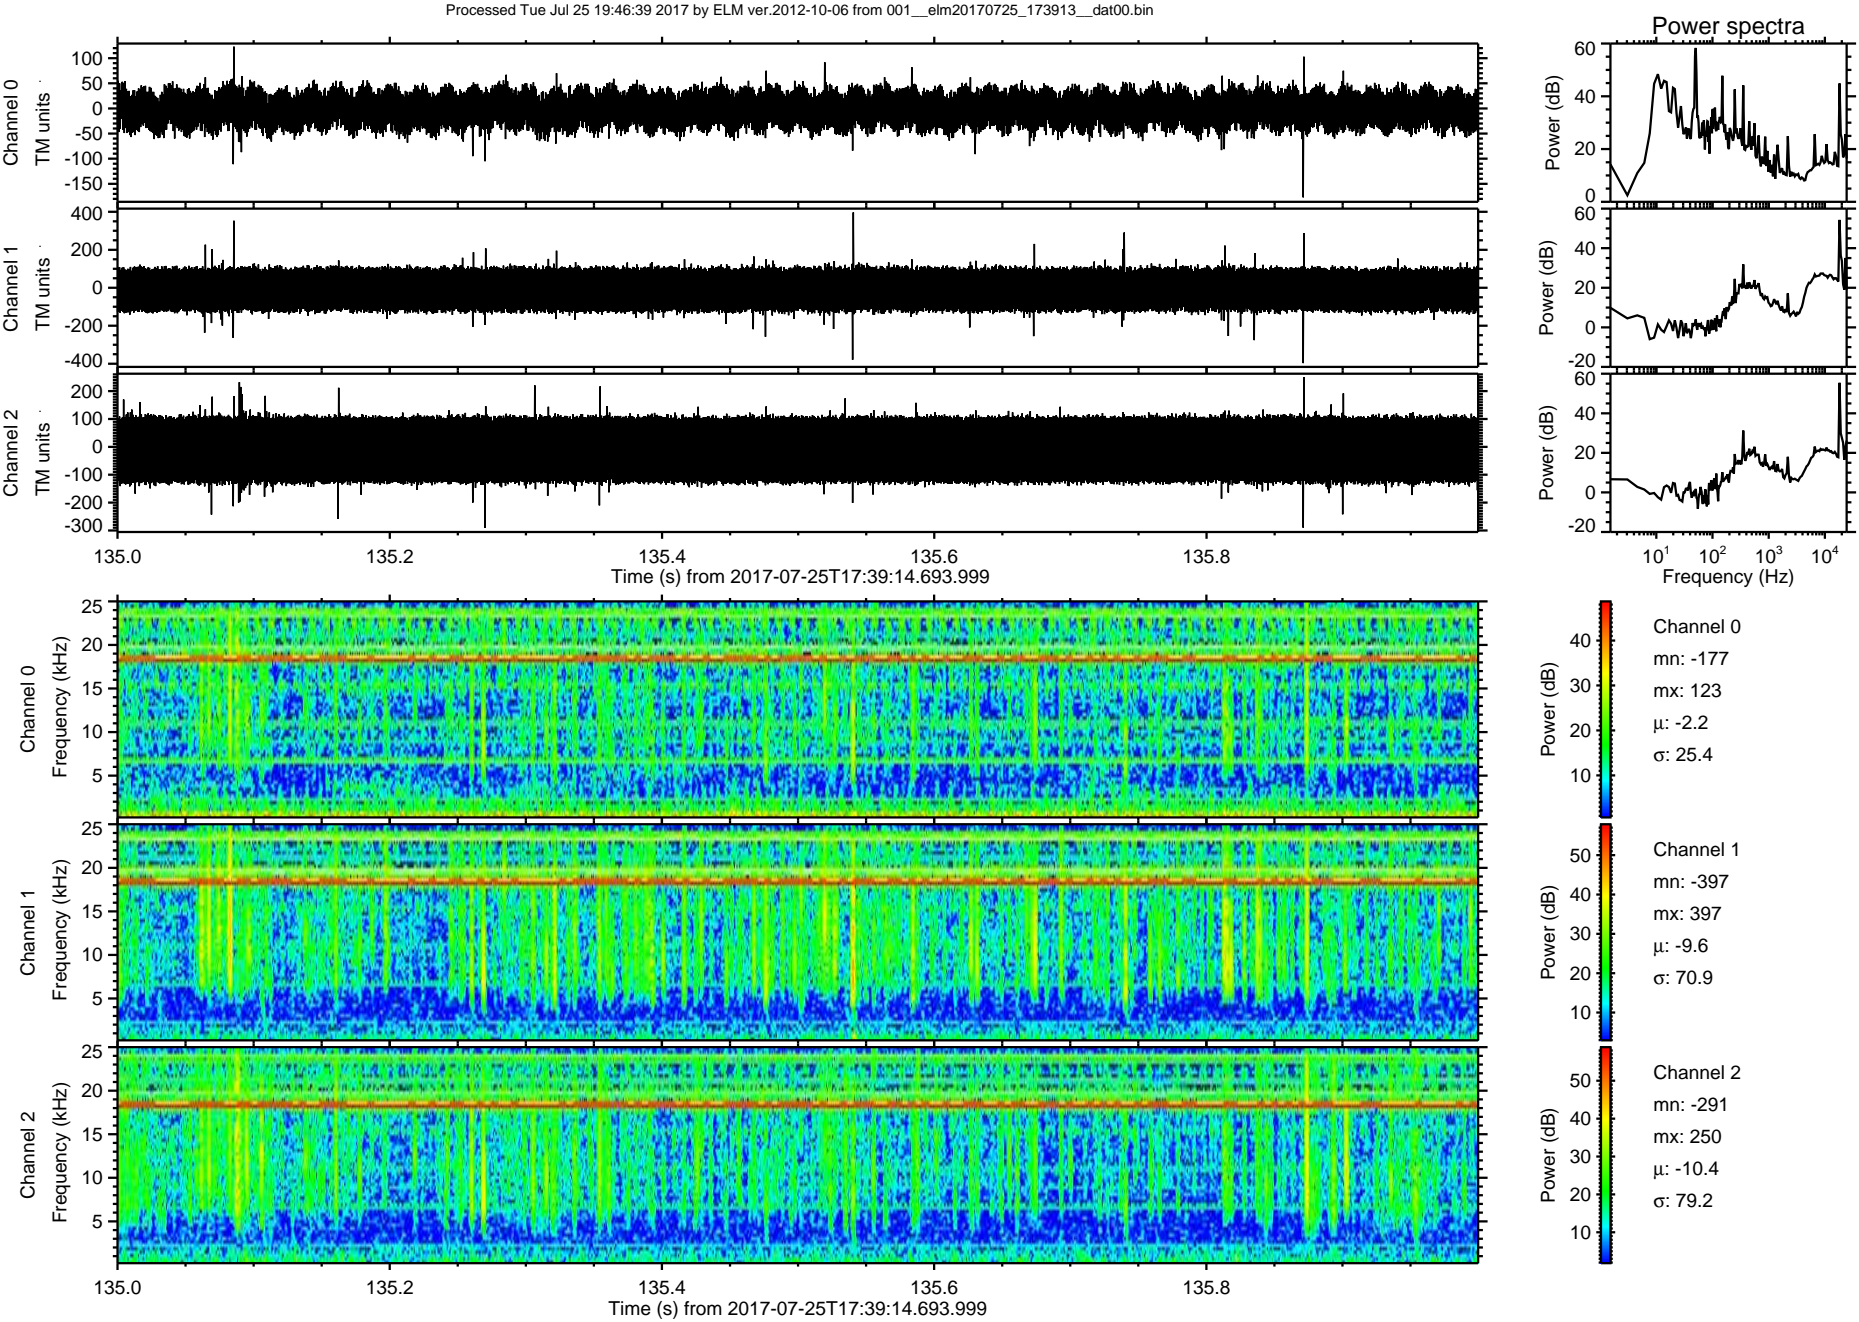 Processed Tue Jul 25 19:46:39 2017 by ELM ver.2012-10-06 from 001__elm20170725_173913__dat00.bin
Power spectra
Channel 0
TM units
100
50
0
-50
-100
-150
Power (dB)
60
40
20
0
Channel 1
TM units
400
200
0
-200
-400
Power (dB)
60
40
20
0
-20
Channel 2
TM units
200
100
0
-100
-200
-300
Power (dB)
60
40
20
0
-20
135.0 135.2 135.4 135.6 135.8
Time (s) from 2017-07-25T17:39:14.693.999
10¹ 10² 10³ 10⁴
Frequency (Hz)
Channel 0
Frequency (kHz)
25
20
15
10
5
Power (dB)
40
30
20
10
Channel 0
mn: -177
mx: 123
μ: -2.2
σ: 25.4
Channel 1
Frequency (kHz)
25
20
15
10
5
Power (dB)
50
40
30
20
10
Channel 1
mn: -397
mx: 397
μ: -9.6
σ: 70.9
Channel 2
Frequency (kHz)
25
20
15
10
5
Power (dB)
50
40
30
20
10
Channel 2
mn: -291
mx: 250
μ: -10.4
σ: 79.2
135.0 135.2 135.4 135.6 135.8
Time (s) from 2017-07-25T17:39:14.693.999